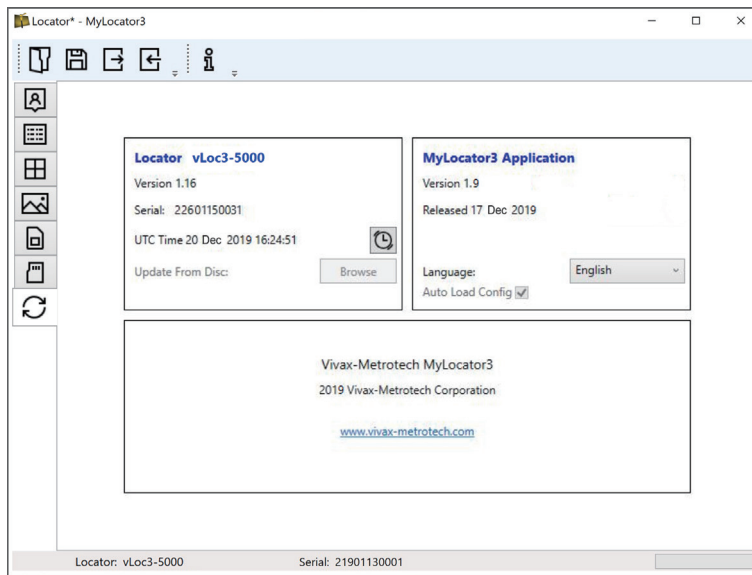 Locator* - MyLocator3
Locator vLoc3-5000
Version 1.16
Serial: 22601150031
UTC Time 20 Dec 2019 16:24:51
Update From Disc:
Browse
MyLocator3 Application
Version 1.9
Released 17 Dec 2019
Language:
English
Auto Load Config
Vivax-Metrotech MyLocator3
2019 Vivax-Metrotech Corporation
www.vivax-metrotech.com
Locator: vLoc3-5000 Serial: 21901130001